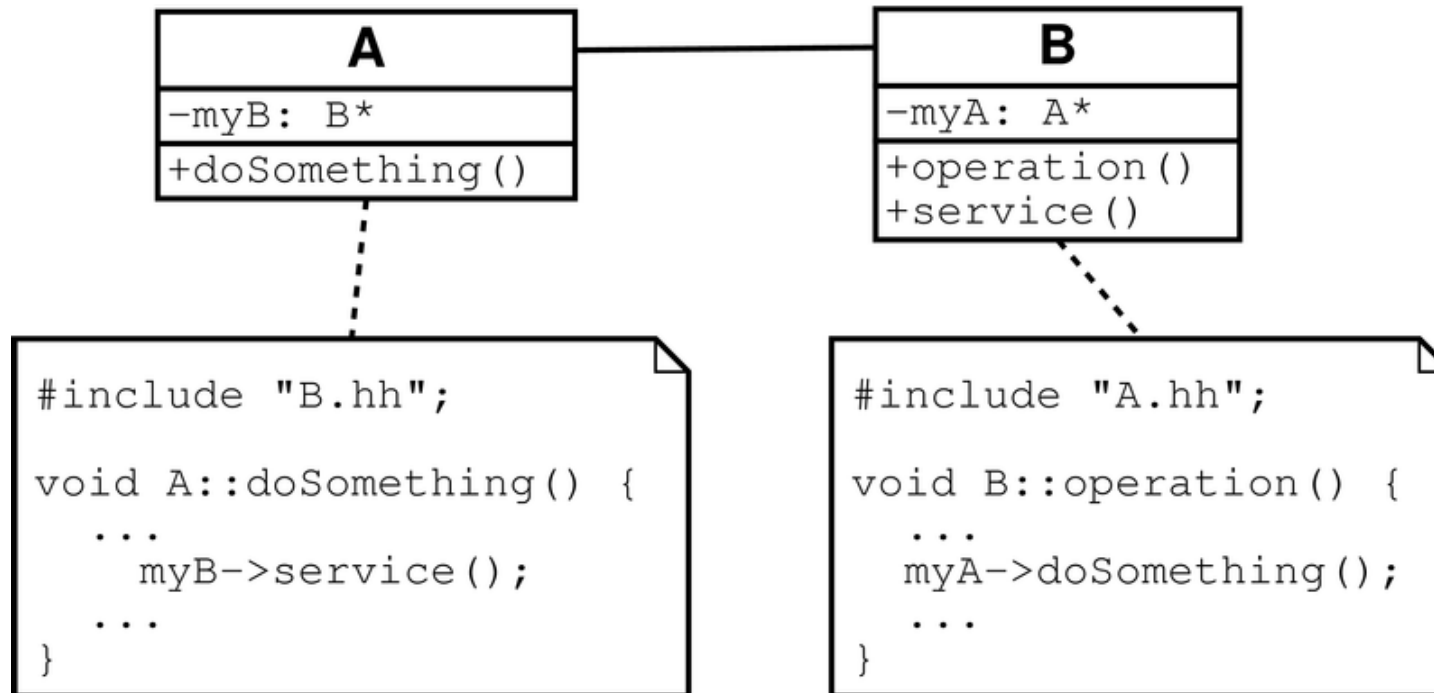 A
-myB: B*
+doSomething()
B
-myA: A*
+operation()
+service()
#include "B.hh";
void A::doSomething() {
...
myB->service();
...
}
#include "A.hh";
void B::operation() {
...
myA->doSomething();
...
}